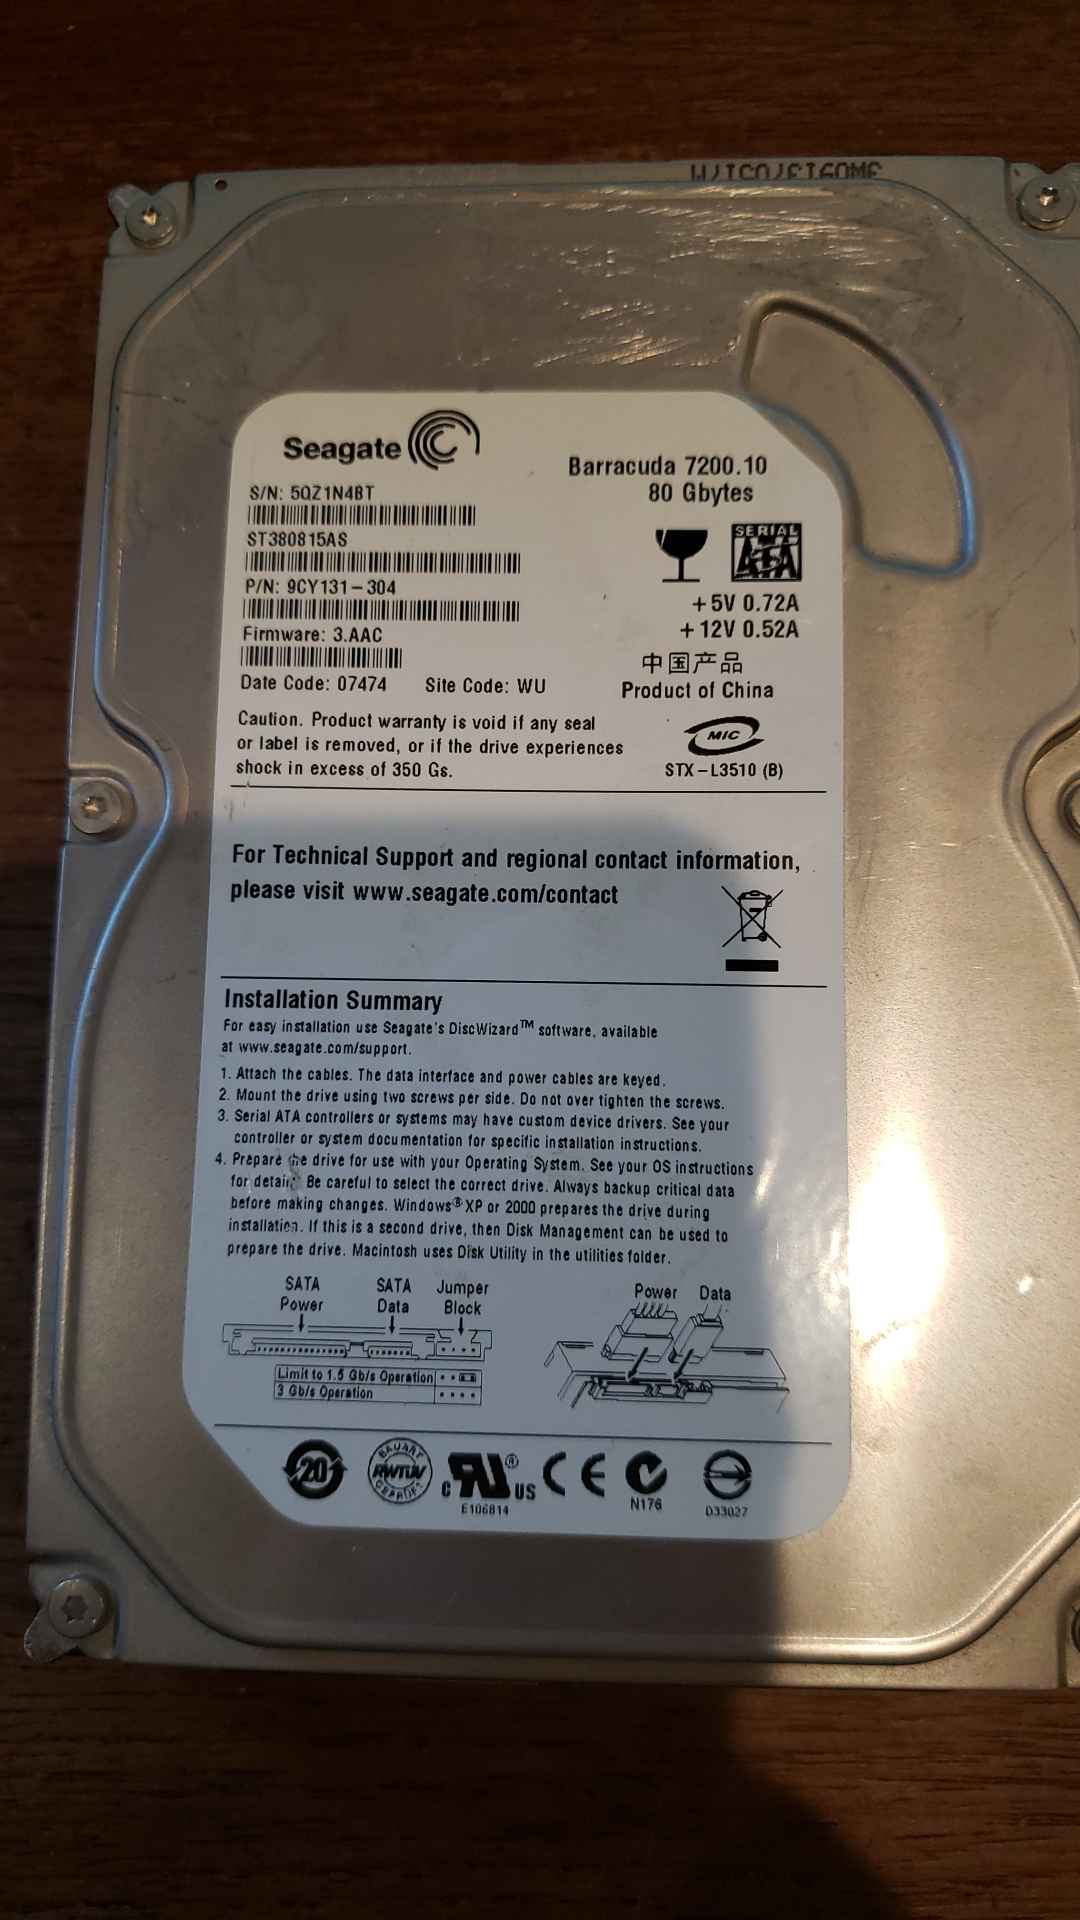 Seagate
Barracuda 7200.10
80 Gbytes
S/N: 5QZ1N4BT
ST380815AS
SERIAL
ATA
P/N: 9CY131-304
+5V 0.72A
+12V 0.52A
Firmware: 3.AAC
中国产品
Date Code: 07474 Site Code: WU
Product of China
Caution. Product warranty is void if any seal
or label is removed, or if the drive experiences
shock in excess of 350 Gs.
MIC
STX-L3510 (B)
For Technical Support and regional contact information,
please visit www.seagate.com/contact
Installation Summary
For easy installation use Seagate's DiscWizard™ software, available
at www.seagate.com/support.
1. Attach the cables. The data interface and power cables are keyed.
2. Mount the drive using two screws per side. Do not over tighten the screws.
3. Serial ATA controllers or systems may have custom device drivers. See your
controller or system documentation for specific installation instructions.
4. Prepare the drive for use with your Operating System. See your OS instructions
for detail. Be careful to select the correct drive. Always backup critical data
before making changes. Windows® XP or 2000 prepares the drive during
installation. If this is a second drive, then Disk Management can be used to
prepare the drive. Macintosh uses Disk Utility in the utilities folder.
SATA Power
SATA Data
Jumper Block
Power Data
Limit to 1.5 Gb/s Operation
3 Gb/s Operation
20
BAUART
RWTUV
GEPRÜFT
c RU® US
E106814
CE
N176
D33027